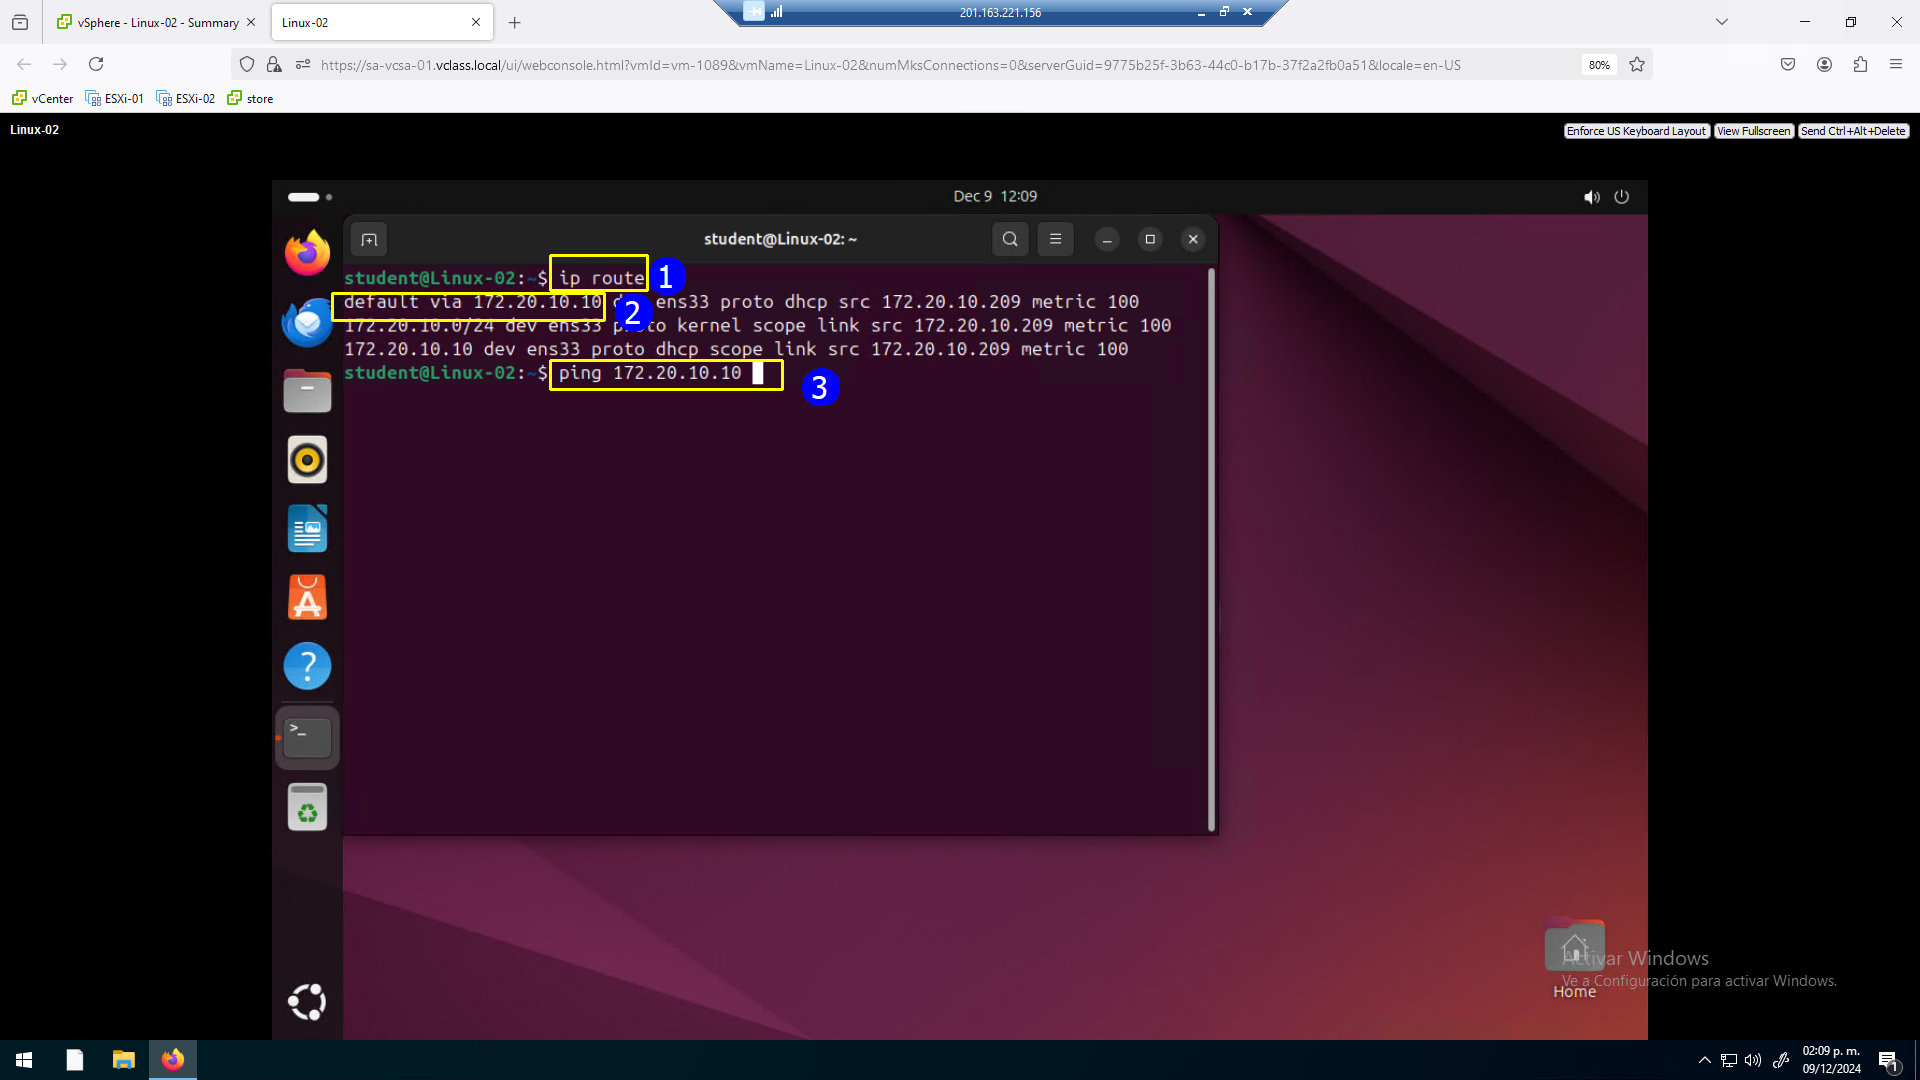 vSphere - Linux-02 - Summary
Linux-02
201.163.221.156
https://sa-vcsa-01.vclass.local/ui/webconsole.html?vmId=vm-1089&vmName=Linux-02&numMksConnections=0&serverGuid=9775b25f-3b63-44c0-b17b-37f2a2fb0a51&locale=en-US
80%
vCenter
ESXi-01
ESXi-02
store
Linux-02
Enforce US Keyboard Layout
View Fullscreen
Send Ctrl+Alt+Delete
Dec 9 12:09
student@Linux-02: ~
student@Linux-02:~$ ip route
1
default via 172.20.10.10 ens33 proto dhcp src 172.20.10.209 metric 100
2
172.20.10.0/24 dev ens33 proto kernel scope link src 172.20.10.209 metric 100
172.20.10.10 dev ens33 proto dhcp scope link src 172.20.10.209 metric 100
student@Linux-02:~$ ping 172.20.10.10
3
Home
Activar Windows
Ve a Configuración para activar Windows.
02:09 p. m.
09/12/2024
1